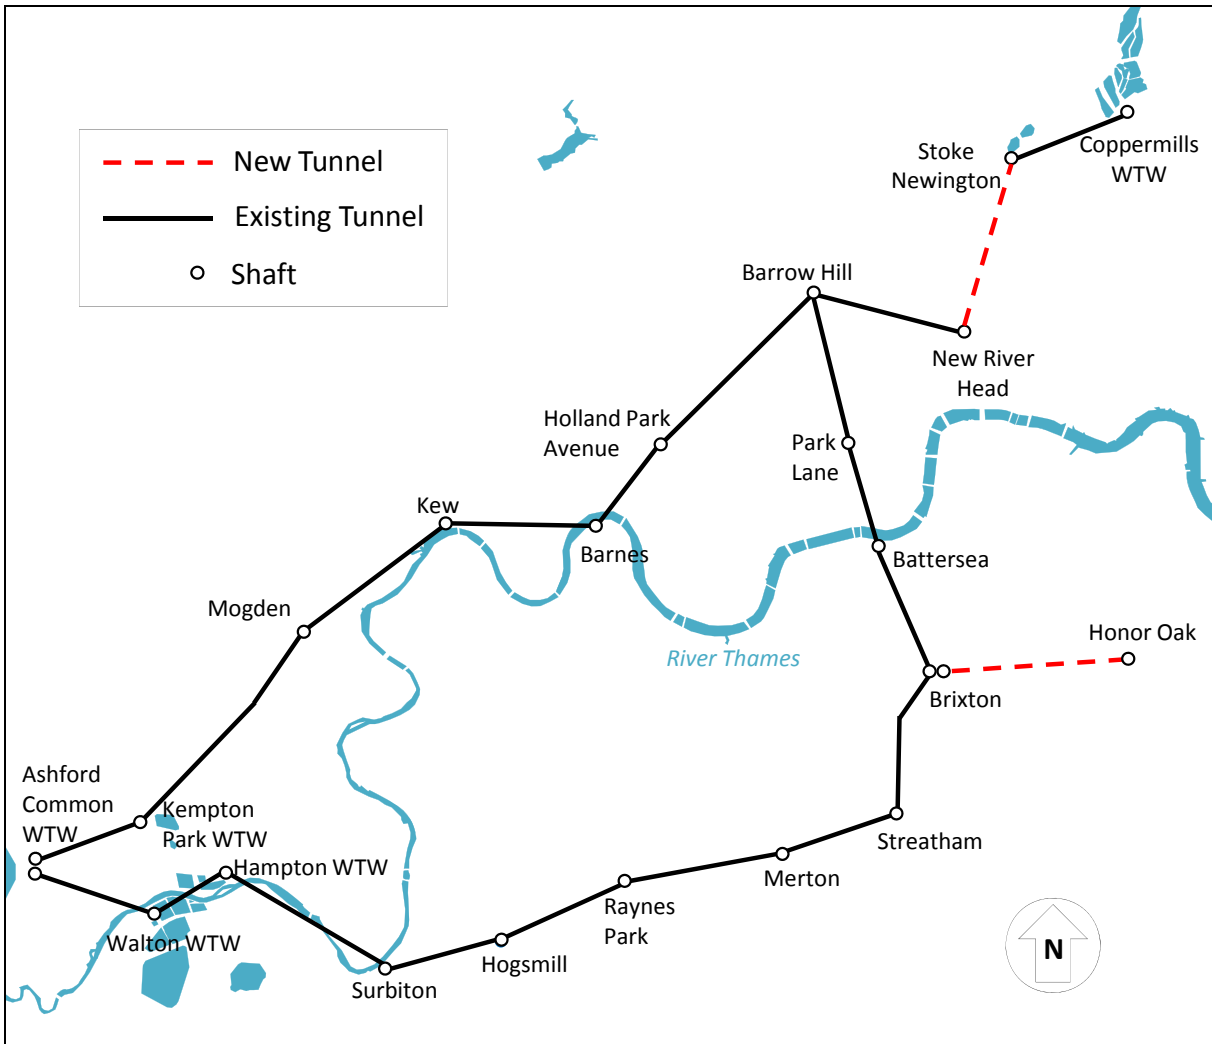 New Tunnel
Existing Tunnel
Shaft
Stoke
Newington
Coppermills
WTW
Barrow Hill
New River
Head
Holland Park
Avenue
Park
Lane
Kew
Barnes
Battersea
Mogden
River Thames
Honor Oak
Brixton
Ashford
Common
WTW
Kempton
Park WTW
Hampton WTW
Streatham
Merton
Raynes
Park
Walton WTW
Hogsmill
Surbiton
N